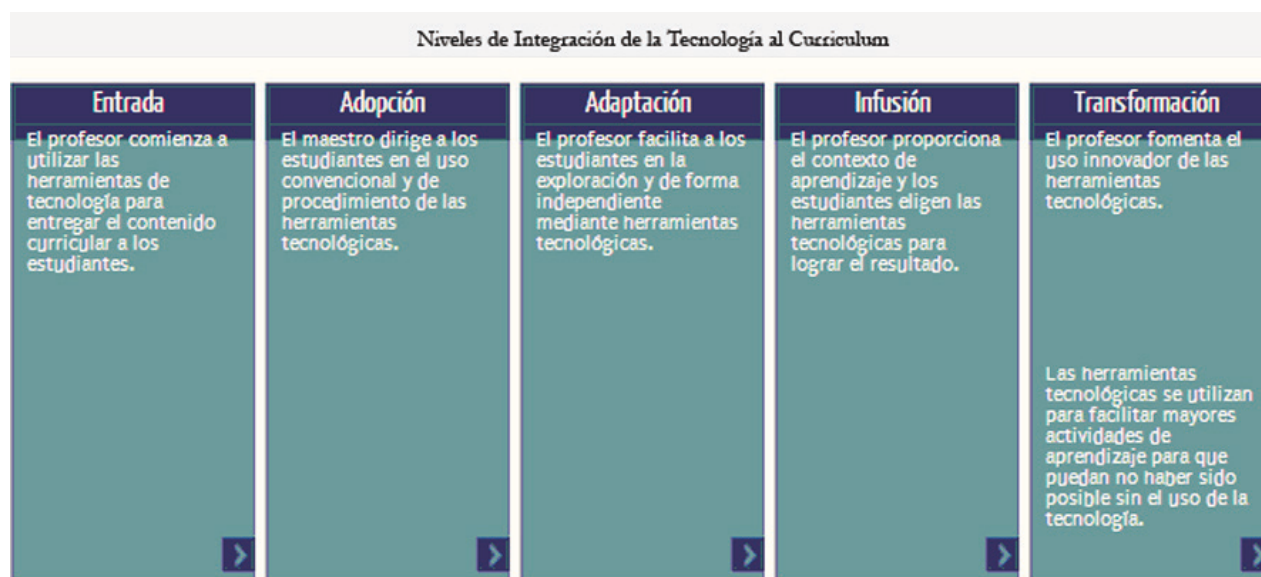 Niveles de Integración de la Tecnología al Curriculum
Entrada
El profesor comienza a
utilizar las
herramientas de
tecnología para
entregar el contenido
curricular a los
estudiantes.
Adopción
El maestro dirige a los
estudiantes en el uso
convencional y de
procedimiento de las
herramientas
tecnológicas.
Adaptación
El profesor facilita a los
estudiantes en la
exploración y de forma
independiente
mediante herramientas
tecnológicas.
Infusión
El profesor proporciona
el contexto de
aprendizaje y los
estudiantes eligen las
herramientas
tecnológicas para
lograr el resultado.
Transformación
El profesor fomenta el
uso innovador de las
herramientas
tecnológicas.
Las herramientas
tecnológicas se utilizan
para facilitar mayores
actividades de
aprendizaje para que
puedan no haber sido
posible sin el uso de la
tecnología.